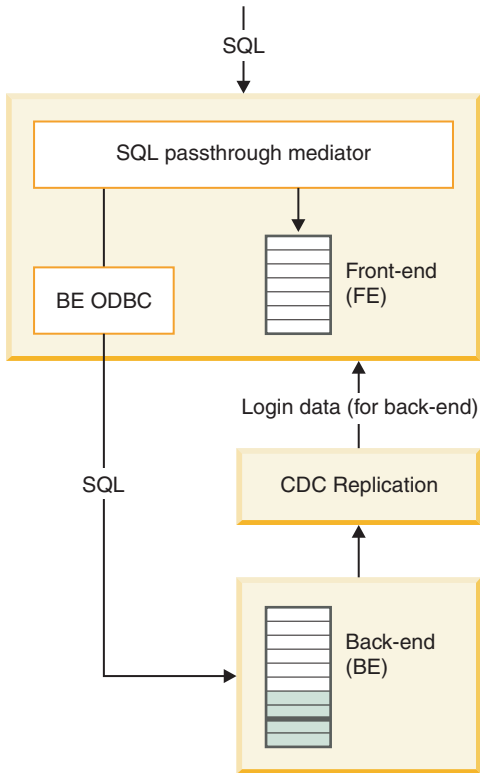 SQL
SQL passthrough mediator
BE ODBC
Front-end
(FE)
Login data (for back-end)
SQL
CDC Replication
Back-end
(BE)